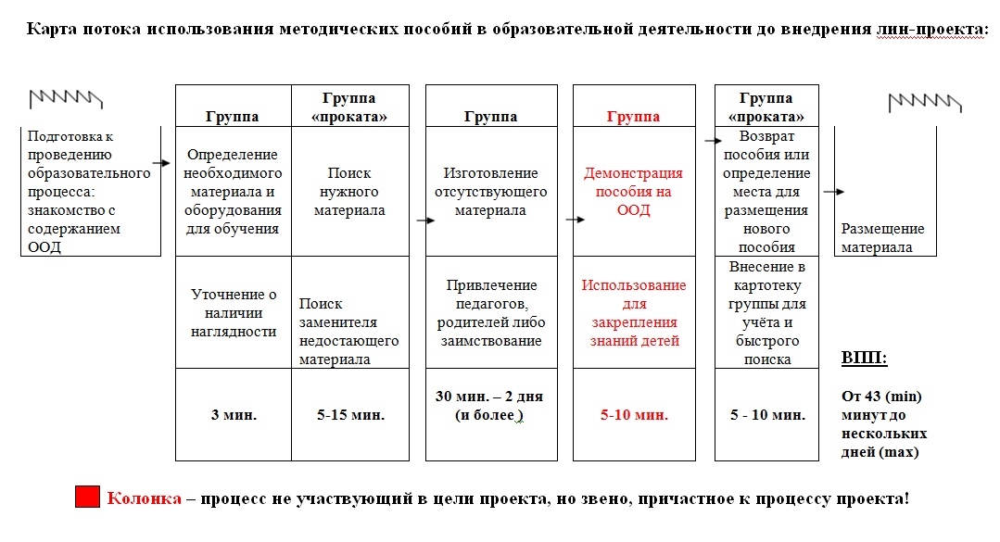 Карта потока использования методических пособий в образовательной деятельности до внедрения лин-проекта:
Подготовка к
проведению
образовательного
процесса:
знакомство с
содержанием
ООД
Группа
Определение
необходимого
материала и
оборудования
для обучения
Уточнение о
наличии
наглядности
3 мин.
Группа
«проката»
Поиск
нужного
материала
Поиск
заменителя
недостающего
материала
5-15 мин.
Группа
Изготовление
отсутствующего
материала
Привлечение
педагогов,
родителей либо
заимствование
30 мин. – 2 дня
(и более )
Группа
Демонстрация
пособия на
ООД
Использование
для
закрепления
знаний детей
5-10 мин.
Группа
«проката»
Возврат
пособия или
определение
места для
размещения
нового
пособия
Внесение в
картотеку
группы для
учёта и
быстрого
поиска
5 - 10 мин.
Размещение
материала
ВПП:
От 43 (min)
минут до
нескольких
дней (max)
Колонка – процесс не участвующий в цели проекта, но звено, причастное к процессу проекта!